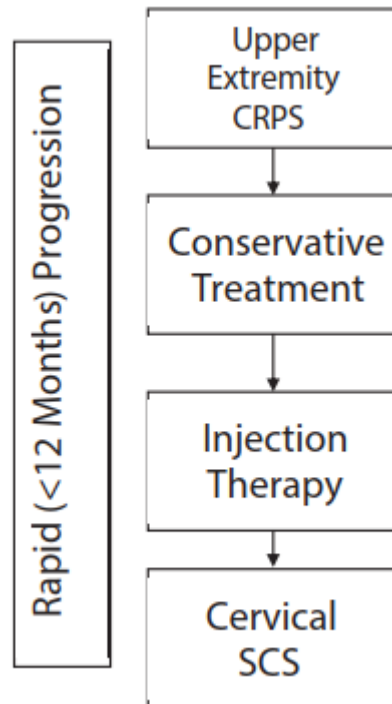 Rapid (<12 Months) Progression
Upper
Extremity
CRPS
Conservative
Treatment
Injection
Therapy
Cervical
SCS